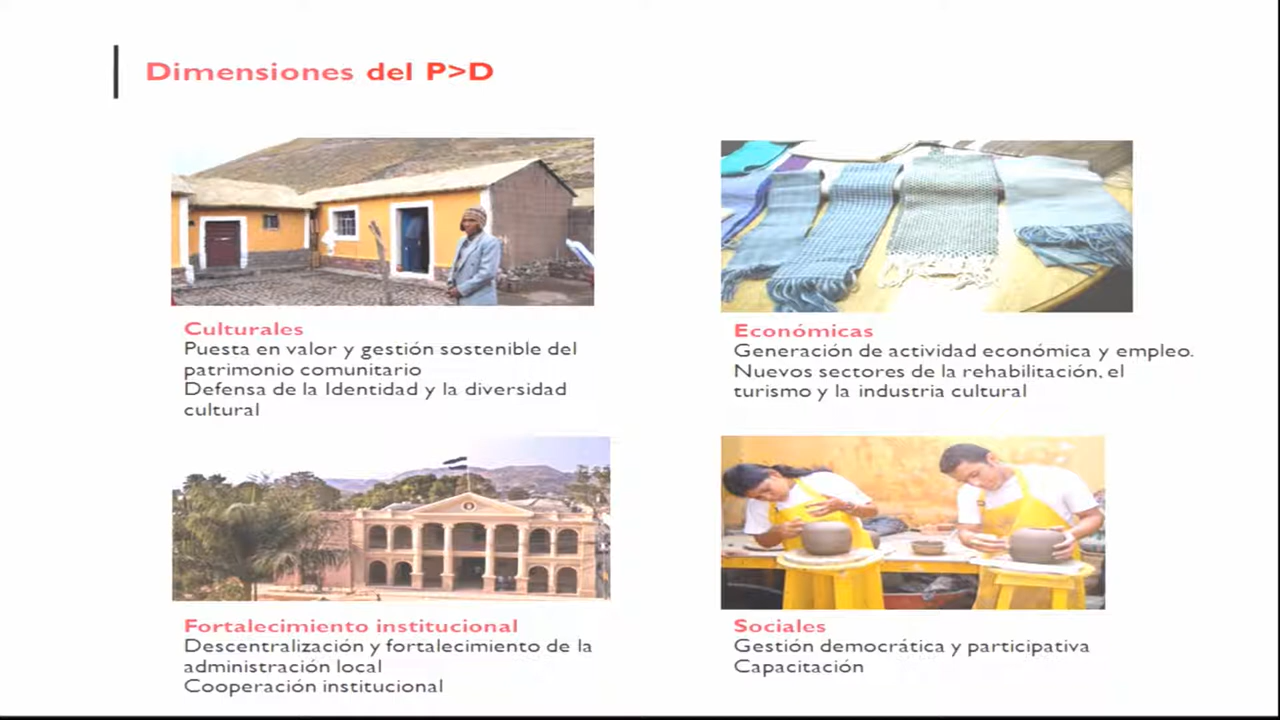 Dimensiones del P>D
Culturales
Puesta en valor y gestión sostenible del
patrimonio comunitario
Defensa de la Identidad y la diversidad
cultural
Económicas
Generación de actividad económica y empleo.
Nuevos sectores de la rehabilitación, el
turismo y la industria cultural
Fortalecimiento institucional
Descentralización y fortalecimiento de la
administración local
Cooperación institucional
Sociales
Gestión democrática y participativa
Capacitación